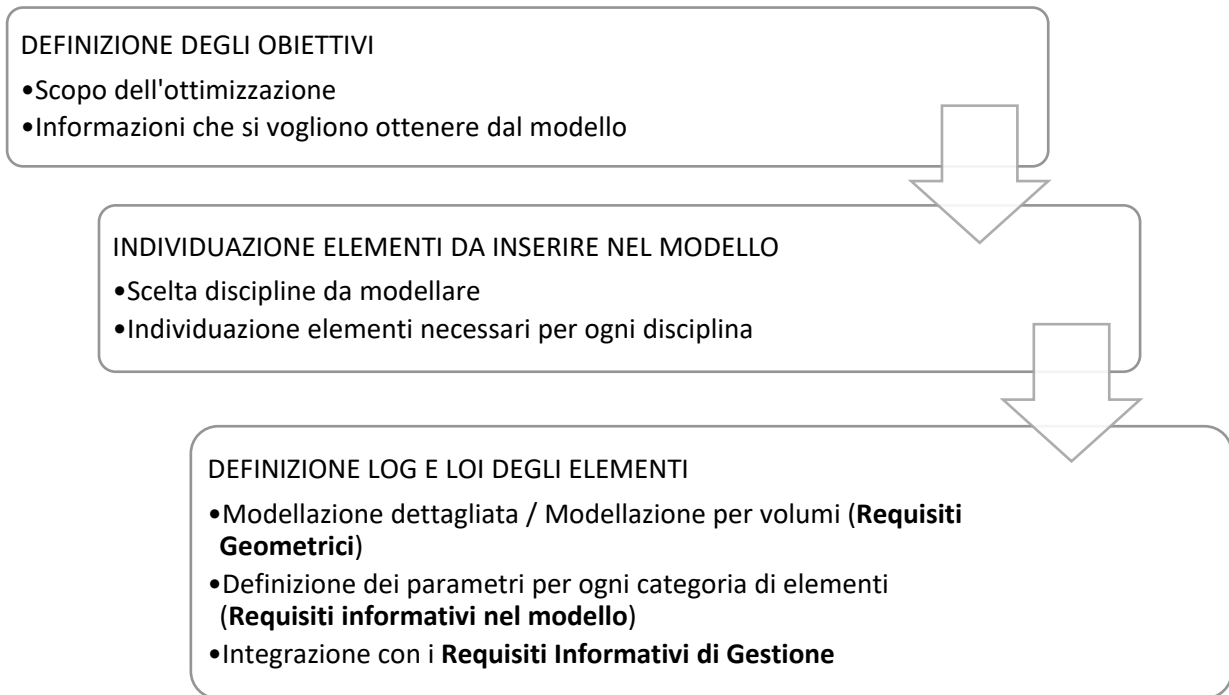 DEFINIZIONE DEGLI OBIETTIVI
•Scopo dell'ottimizzazione
•Informazioni che si vogliono ottenere dal modello
INDIVIDUAZIONE ELEMENTI DA INSERIRE NEL MODELLO
•Scelta discipline da modellare
•Individuazione elementi necessari per ogni disciplina
DEFINIZIONE LOG E LOI DEGLI ELEMENTI
•Modellazione dettagliata / Modellazione per volumi (Requisiti
Geometrici)
•Definizione dei parametri per ogni categoria di elementi
(Requisiti informativi nel modello)
•Integrazione con i Requisiti Informativi di Gestione